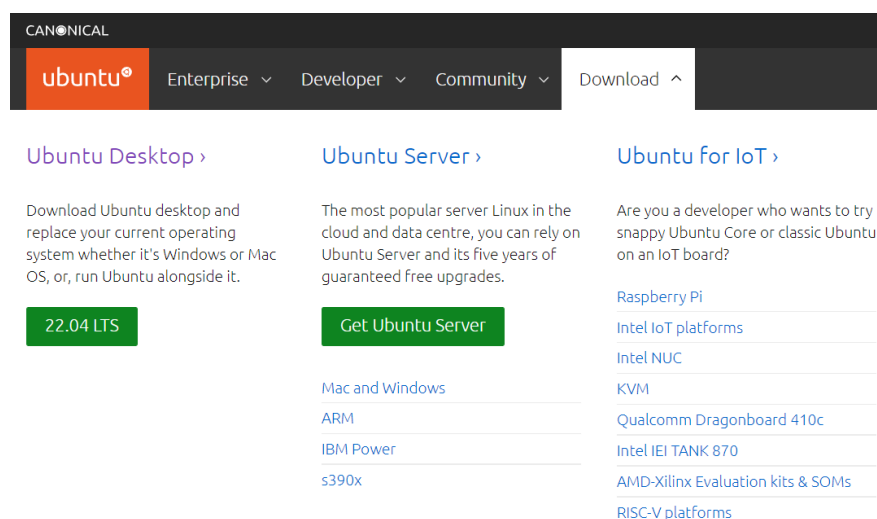 CANONICAL
ubuntu
Enterprise
Developer
Community
Download
Ubuntu Desktop ›
Download Ubuntu desktop and
replace your current operating
system whether it's Windows or Mac
OS, or, run Ubuntu alongside it.
22.04 LTS
Ubuntu Server ›
The most popular server Linux in the
cloud and data centre, you can rely on
Ubuntu Server and its five years of
guaranteed free upgrades.
Get Ubuntu Server
Mac and Windows
ARM
IBM Power
s390x
Ubuntu for IoT ›
Are you a developer who wants to try
snappy Ubuntu Core or classic Ubuntu
on an IoT board?
Raspberry Pi
Intel IoT platforms
Intel NUC
KVM
Qualcomm Dragonboard 410c
Intel IEI TANK 870
AMD-Xilinx Evaluation kits & SOMs
RISC-V platforms